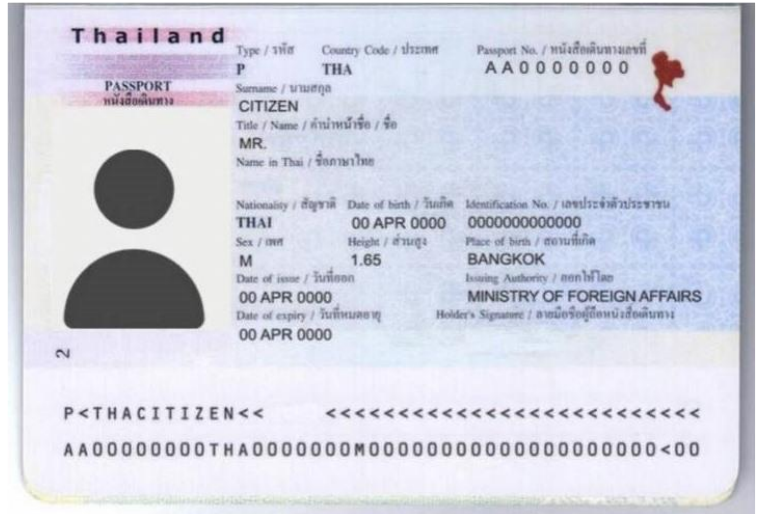 Thailand
PASSPORT
หนังสือเดินทาง
Type / รหัส Country Code / ประเทศ Passport No. / หนังสือเดินทางเลขที่
P THA AA0000000
Surname / นามสกุล
CITIZEN
Title / Name / คำนำหน้าชื่อ / ชื่อ
MR.
Name in Thai / ชื่อภาษาไทย
Nationality / สัญชาติ Date of birth / วันเกิด Identification No. / เลขประจำตัวประชาชน
THAI 00 APR 0000 0000000000000
Sex / เพศ Height / ส่วนสูง Place of birth / สถานที่เกิด
M 1.65 BANGKOK
Date of issue / วันที่ออก Issuing Authority / ออกให้โดย
00 APR 0000 MINISTRY OF FOREIGN AFFAIRS
Date of expiry / วันที่หมดอายุ Holder's Signature / ลายมือชื่อผู้ถือหนังสือเดินทาง
00 APR 0000
2
P<THACITIZEN<< <<<<<<<<<<<<<<<<<<<<<<<<<<
AA00000000THA0000000M00000000000000000000<00